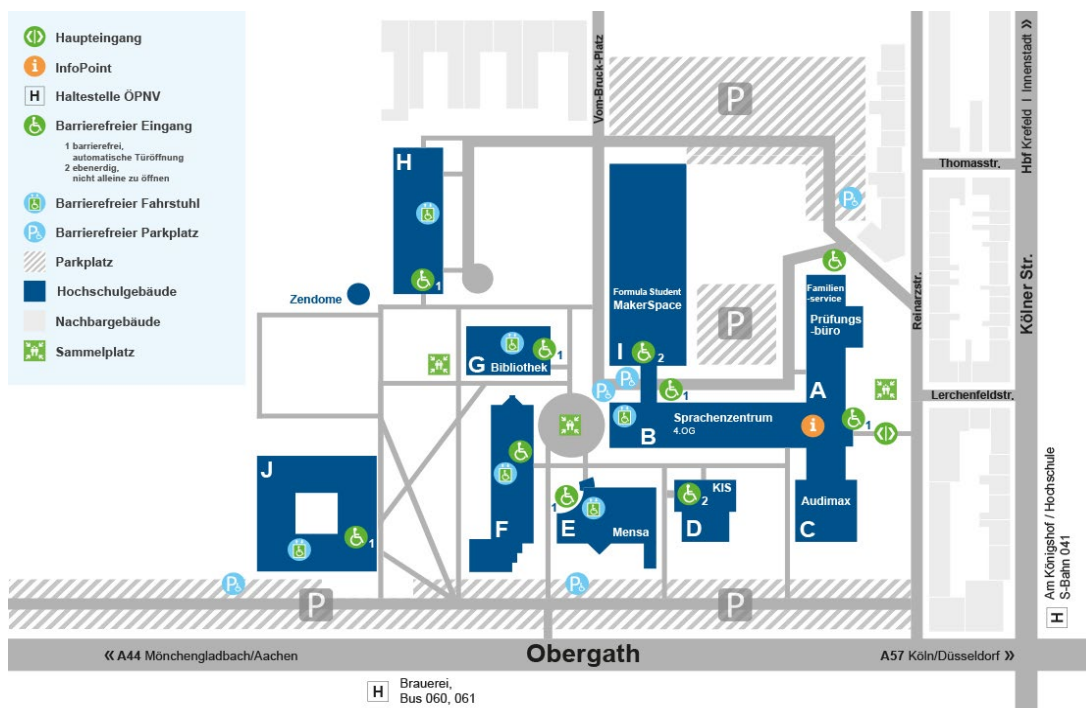 Haupteingang
i
InfoPoint
H
Haltestelle ÖPNV
Barrierefreier Eingang
1 barrierefrei,
automatische Türöffnung
2 ebenerdig,
nicht alleine zu öffnen
Barrierefreier Fahrstuhl
P
Barrierefreier Parkplatz
Parkplatz
Hochschulgebäude
Nachbargebäude
Sammelplatz
Vom-Bruck-Platz
P
Hbf Krefeld I Innenstadt »
Thomasstr.
H
P
1
Zendome
Formula Student
MakerSpace
I
2
P
Familien
-service
Prüfungs
-büro
Reinarzstr.
Kölner Str.
G
Bibliothek
1
P
P
1
A
Lerchenfeldstr.
B
Sprachenzentrum
4.OG
i
1
J
1
F
1
E
Mensa
KIS
2
D
Audimax
C
P
P
P
P
Am Königshof / Hochschule
S-Bahn 041
H
« A44 Mönchengladbach/Aachen
Obergath
A57 Köln/Düsseldorf »
H
Brauerei,
Bus 060, 061